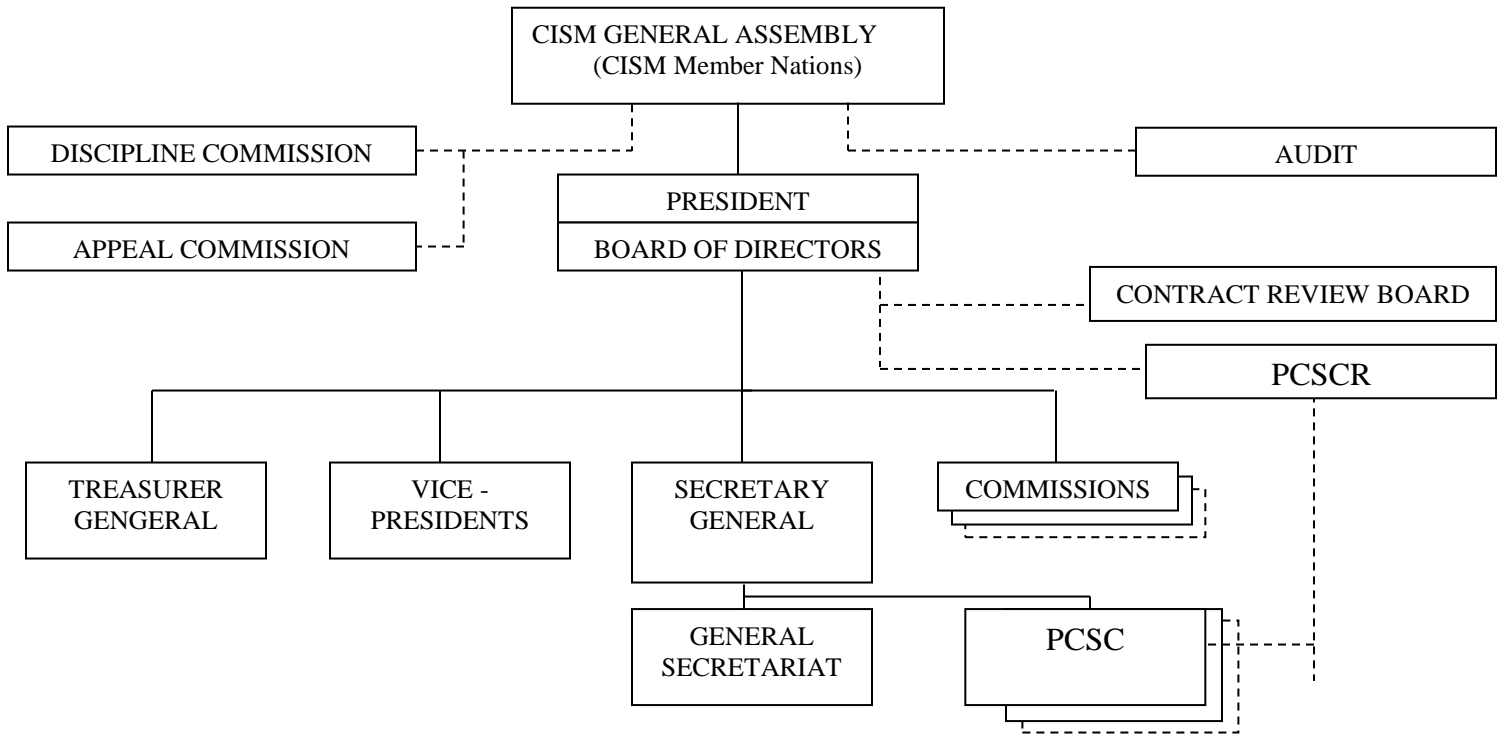 CISM GENERAL ASSEMBLY
(CISM Member Nations)
DISCIPLINE COMMISSION
AUDIT
PRESIDENT
APPEAL COMMISSION
BOARD OF DIRECTORS
CONTRACT REVIEW BOARD
PCSCR
TREASURER
GENGERAL
VICE -
PRESIDENTS
SECRETARY
GENERAL
COMMISSIONS
GENERAL
SECRETARIAT
PCSC